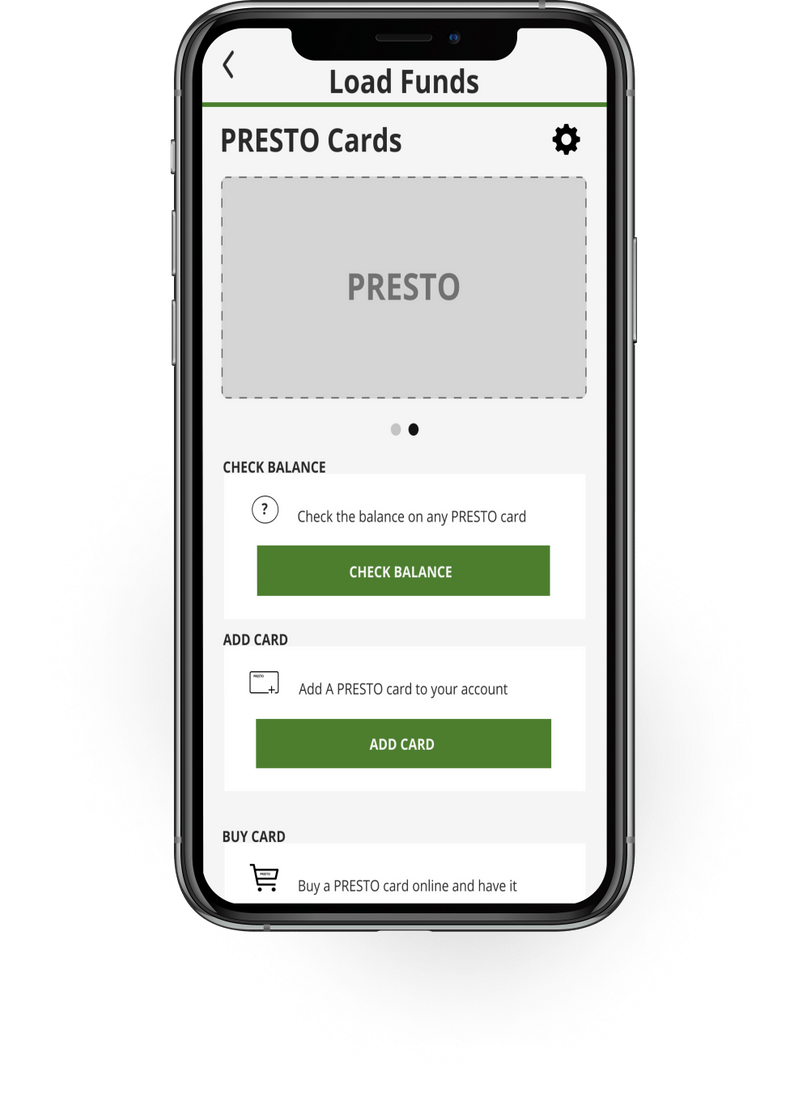 Load Funds
PRESTO Cards
PRESTO
CHECK BALANCE
?
Check the balance on any PRESTO card
CHECK BALANCE
ADD CARD
PRESTO
Add A PRESTO card to your account
ADD CARD
BUY CARD
PRESTO
Buy a PRESTO card online and have it